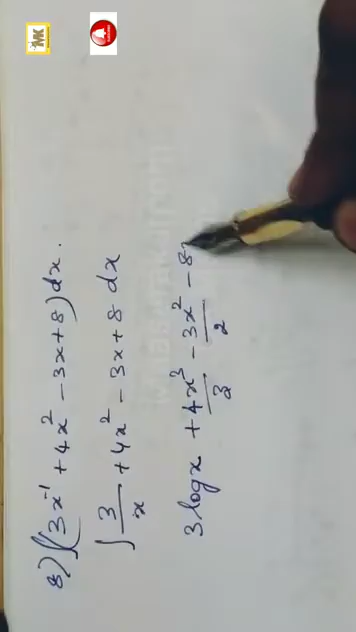 8) ∫(3x⁻¹ + 4x² - 3x + 8) dx.
∫ 3/x + 4x² - 3x + 8 dx
3 log x + 4x³/3 - 3x²/2 - 8
MK